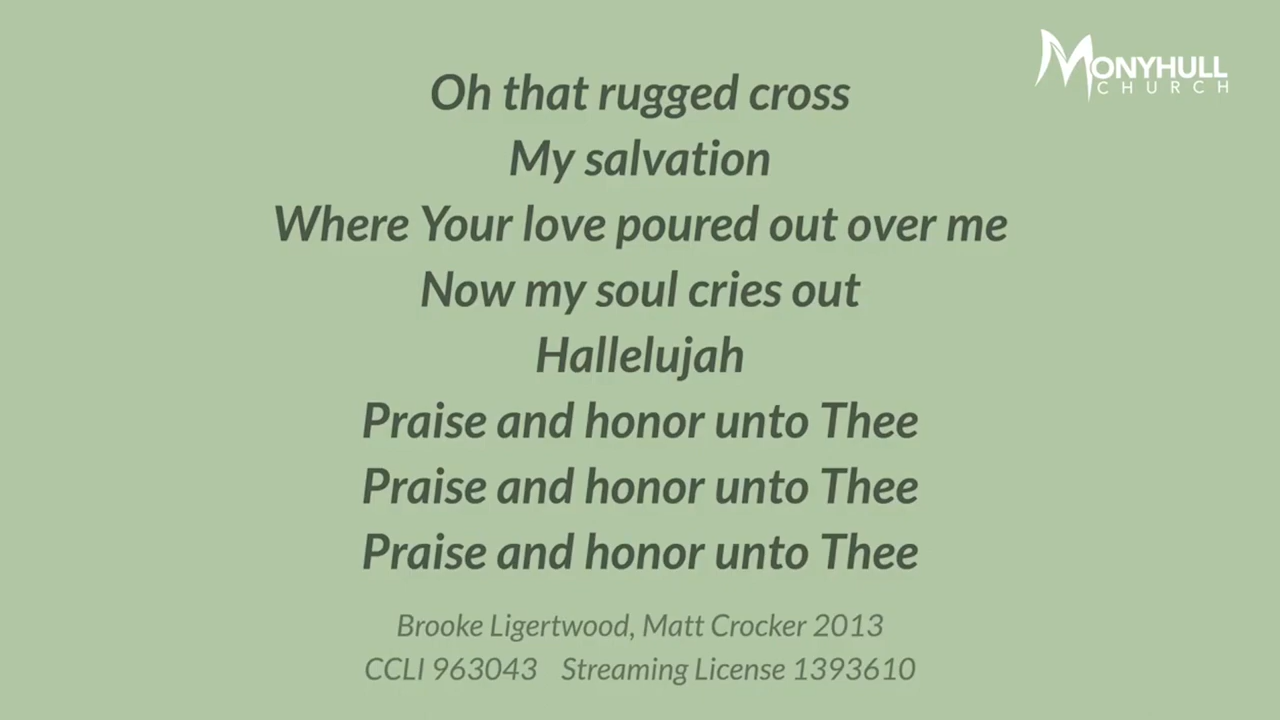 MONYHULL
CHURCH
Oh that rugged cross
My salvation
Where Your love poured out over me
Now my soul cries out
Hallelujah
Praise and honor unto Thee
Praise and honor unto Thee
Praise and honor unto Thee
Brooke Ligertwood, Matt Crocker 2013
CCLI 963043 Streaming License 1393610